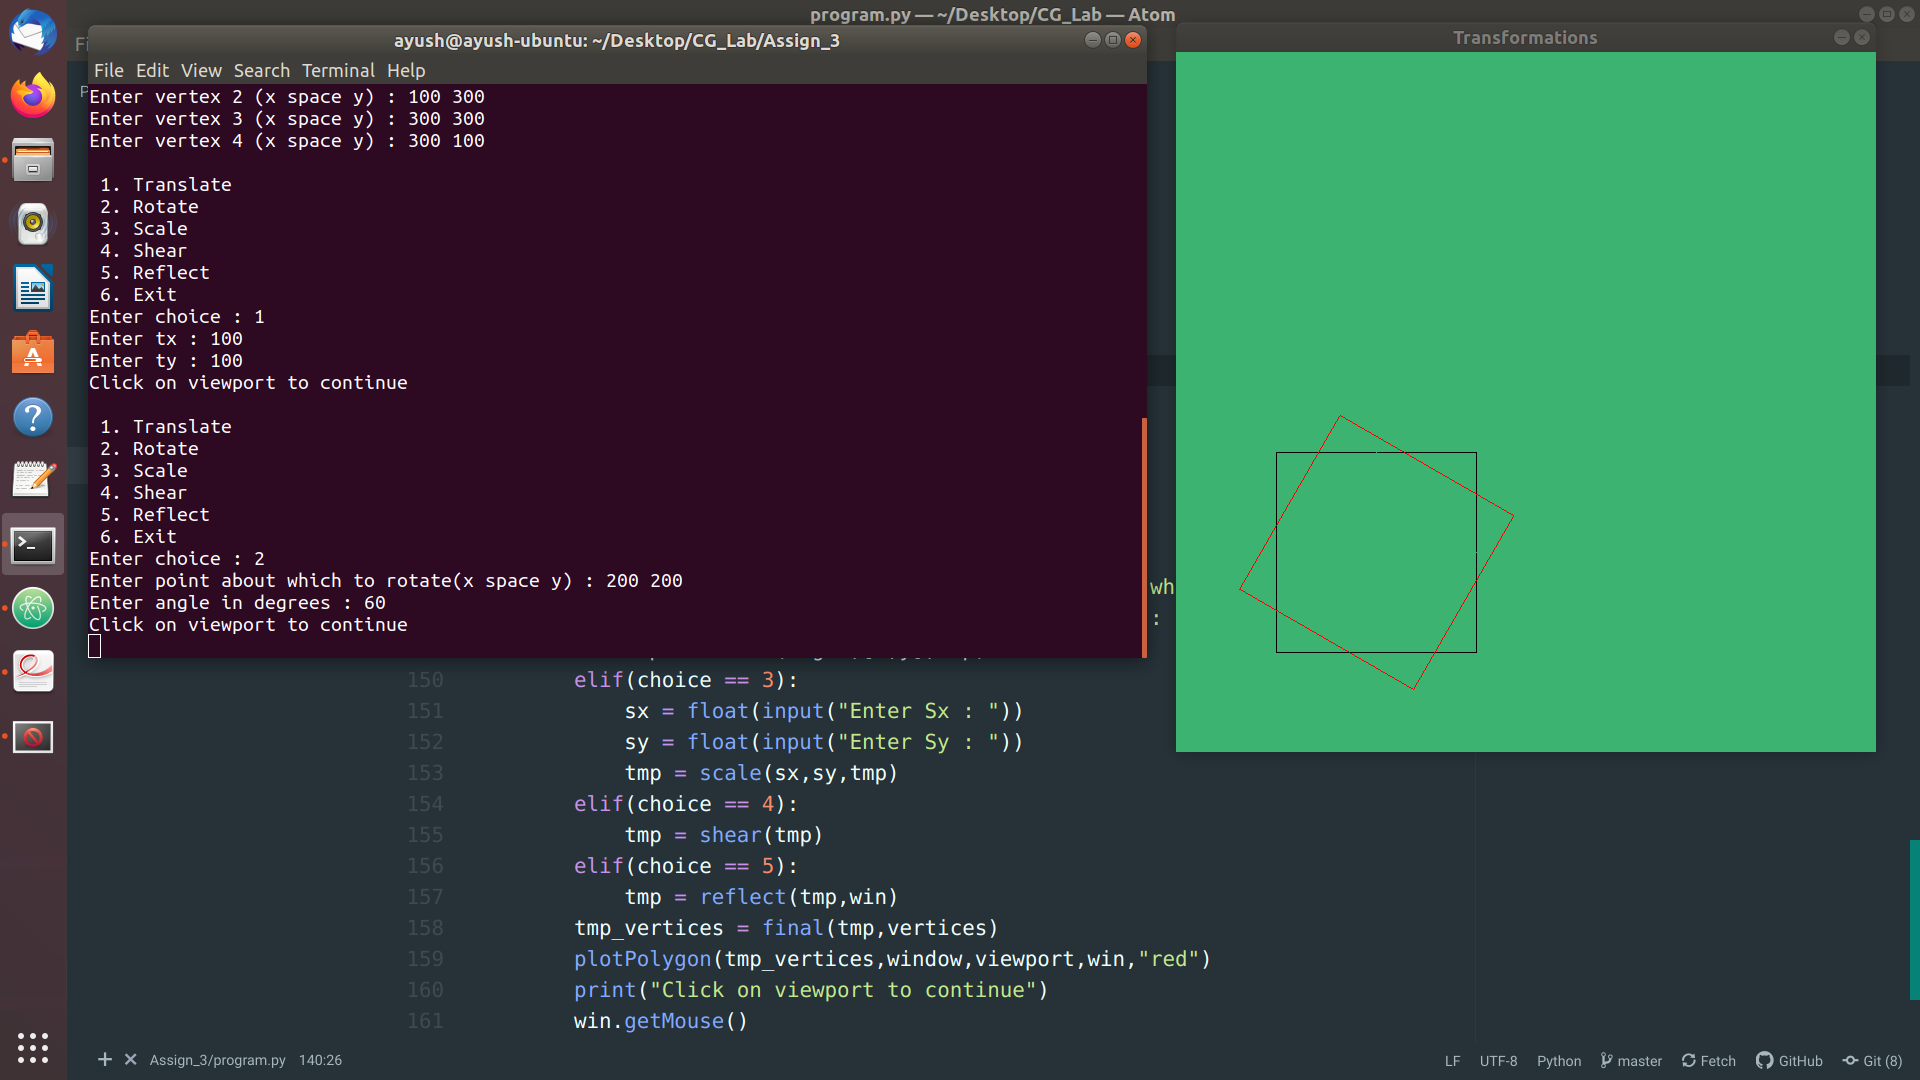 program.py — ~/Desktop/CG_Lab — Atom
ayush@ayush-ubuntu: ~/Desktop/CG_Lab/Assign_3
File Edit View Search Terminal Help
Enter vertex 2 (x space y) : 100 300
Enter vertex 3 (x space y) : 300 300
Enter vertex 4 (x space y) : 300 100
1. Translate
2. Rotate
3. Scale
4. Shear
5. Reflect
6. Exit
Enter choice : 1
Enter tx : 100
Enter ty : 100
Click on viewport to continue
1. Translate
2. Rotate
3. Scale
4. Shear
5. Reflect
6. Exit
Enter choice : 2
Enter point about which to rotate(x space y) : 200 200
Enter angle in degrees : 60
Click on viewport to continue
Transformations
wh
:
150 elif(choice == 3):
151 sx = float(input("Enter Sx : "))
152 sy = float(input("Enter Sy : "))
153 tmp = scale(sx,sy,tmp)
154 elif(choice == 4):
155 tmp = shear(tmp)
156 elif(choice == 5):
157 tmp = reflect(tmp,win)
158 tmp_vertices = final(tmp,vertices)
159 plotPolygon(tmp_vertices,window,viewport,win,"red")
160 print("Click on viewport to continue")
161 win.getMouse()
Assign_3/program.py 140:26
LF UTF-8 Python master Fetch GitHub Git (8)